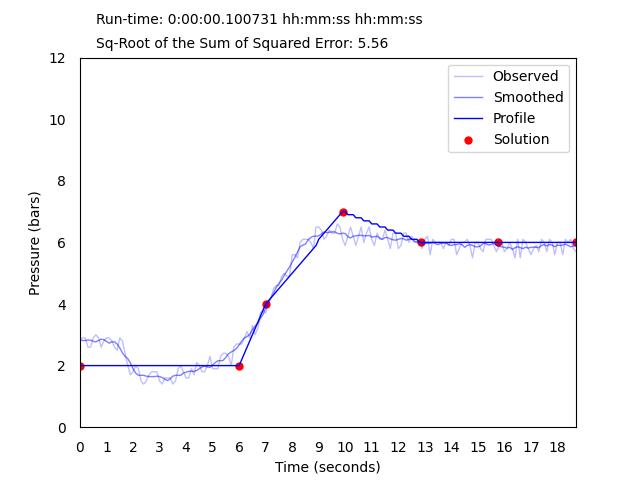 Run-time: 0:00:00.100731 hh:mm:ss hh:mm:ss
Sq-Root of the Sum of Squared Error: 5.56
12
10
8
6
4
2
0
Pressure (bars)
Observed
Smoothed
Profile
Solution
0 1 2 3 4 5 6 7 8 9 10 11 12 13 14 15 16 17 18
Time (seconds)